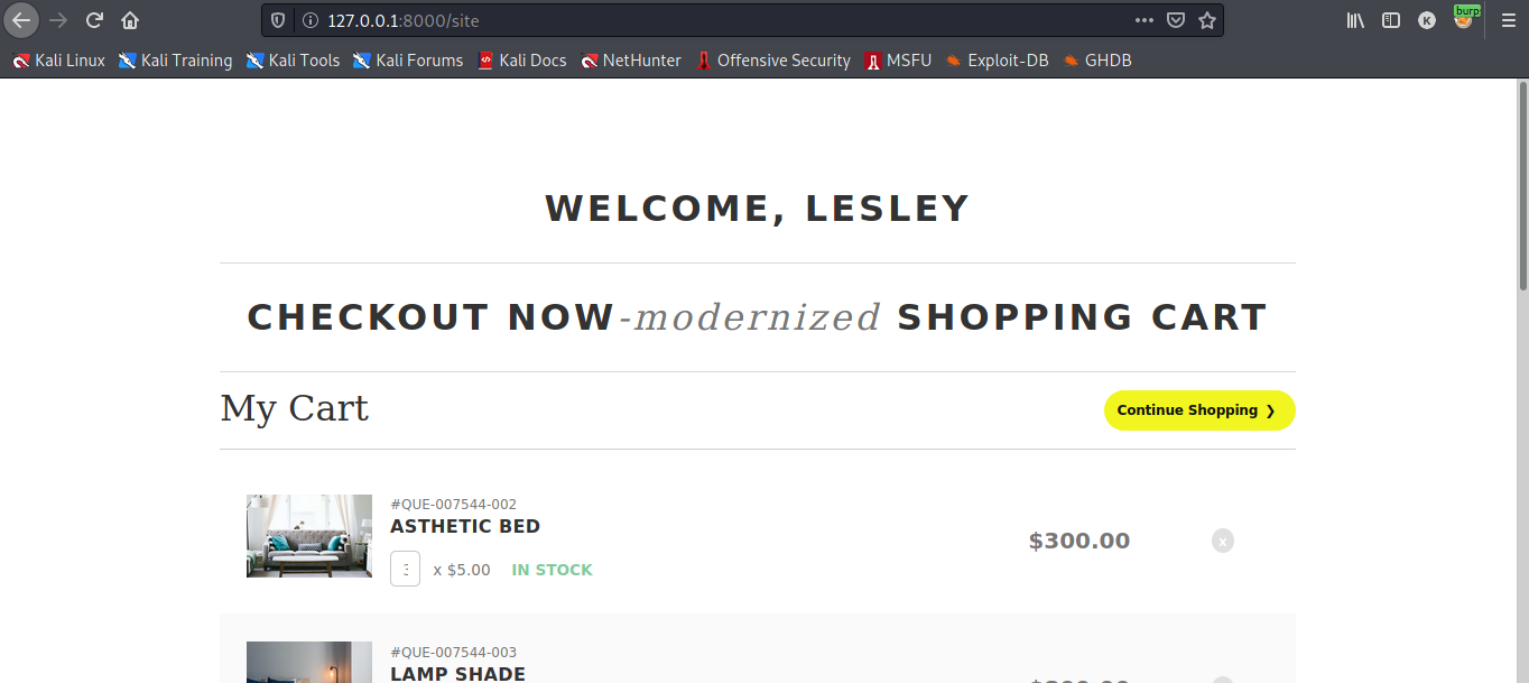 127.0.0.1:8000/site
burp
Kali Linux Kali Training Kali Tools Kali Forums Kali Docs NetHunter Offensive Security MSFU Exploit-DB GHDB
WELCOME, LESLEY
CHECKOUT NOW-modernized SHOPPING CART
My Cart
Continue Shopping ❯
#QUE-007544-002
ASTHETIC BED
$300.00
x
x $5.00 IN STOCK
#QUE-007544-003
LAMP SHADE